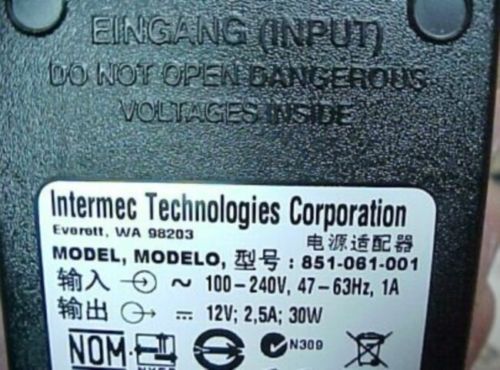 EINGANG (INPUT)
DO NOT OPEN DANGEROUS
VOLTAGES INSIDE
Intermec Technologies Corporation
Everett, WA 98203
电源适配器
MODEL, MODELO, 型号: 851-061-001
输入 ~ 100-240V, 47-63Hz, 1A
输出 ⎓ 12V; 2,5A; 30W
NOM
N309